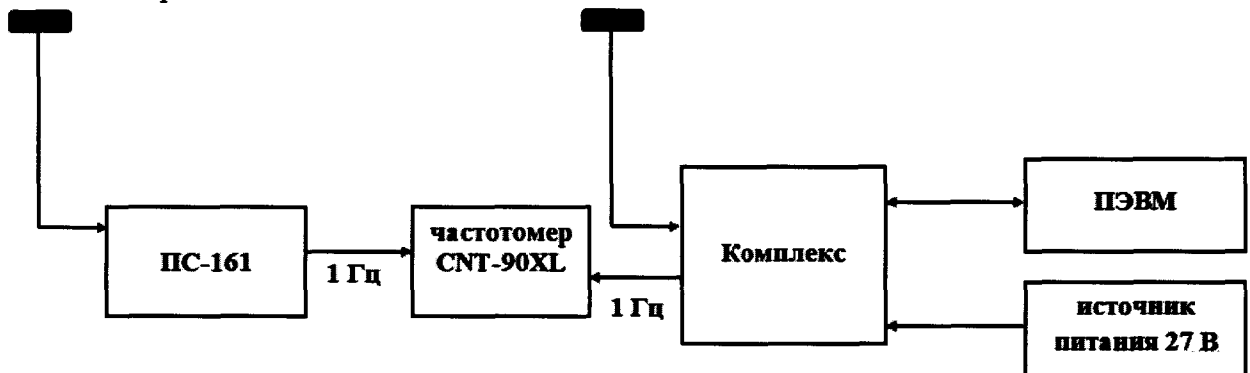 ПС-161
1 Гц
частотомер
CNT-90XL
1 Гц
Комплекс
ПЭВМ
источник
питания 27 В